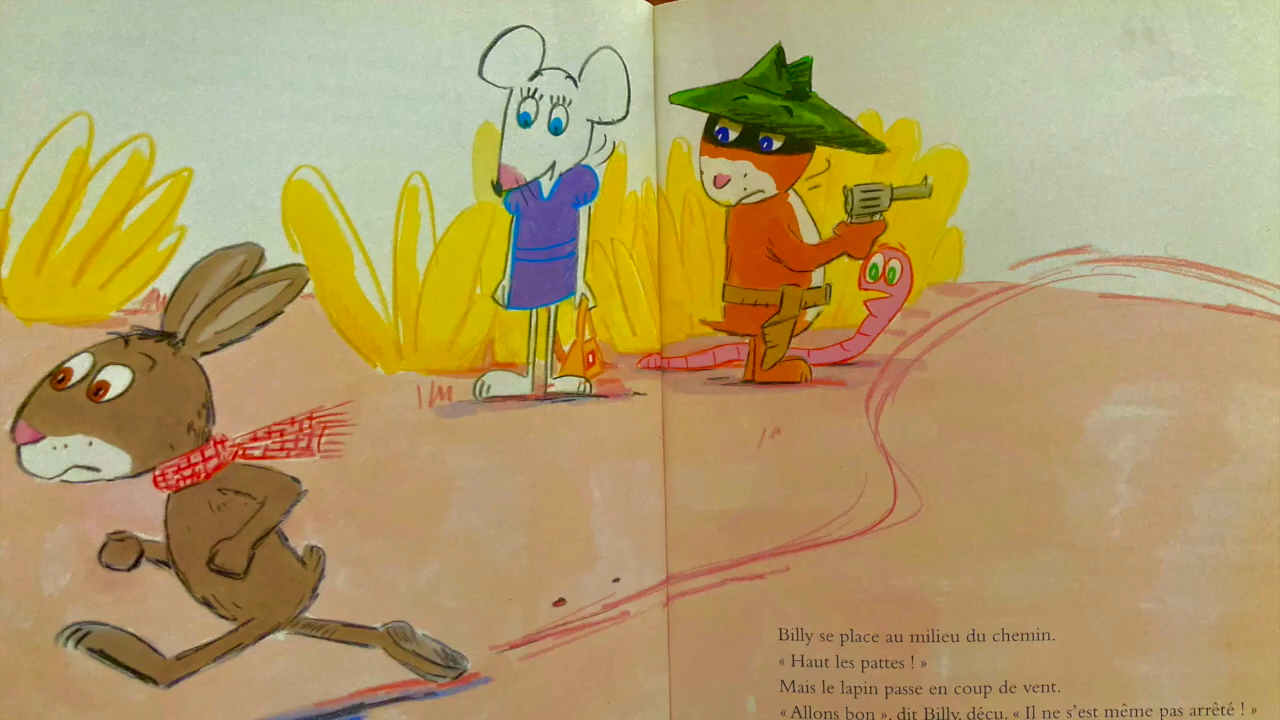 Billy se place au milieu du chemin.
« Haut les pattes ! »
Mais le lapin passe en coup de vent.
« Allons bon », dit Billy, déçu. « Il ne s'est même pas arrêté ! »